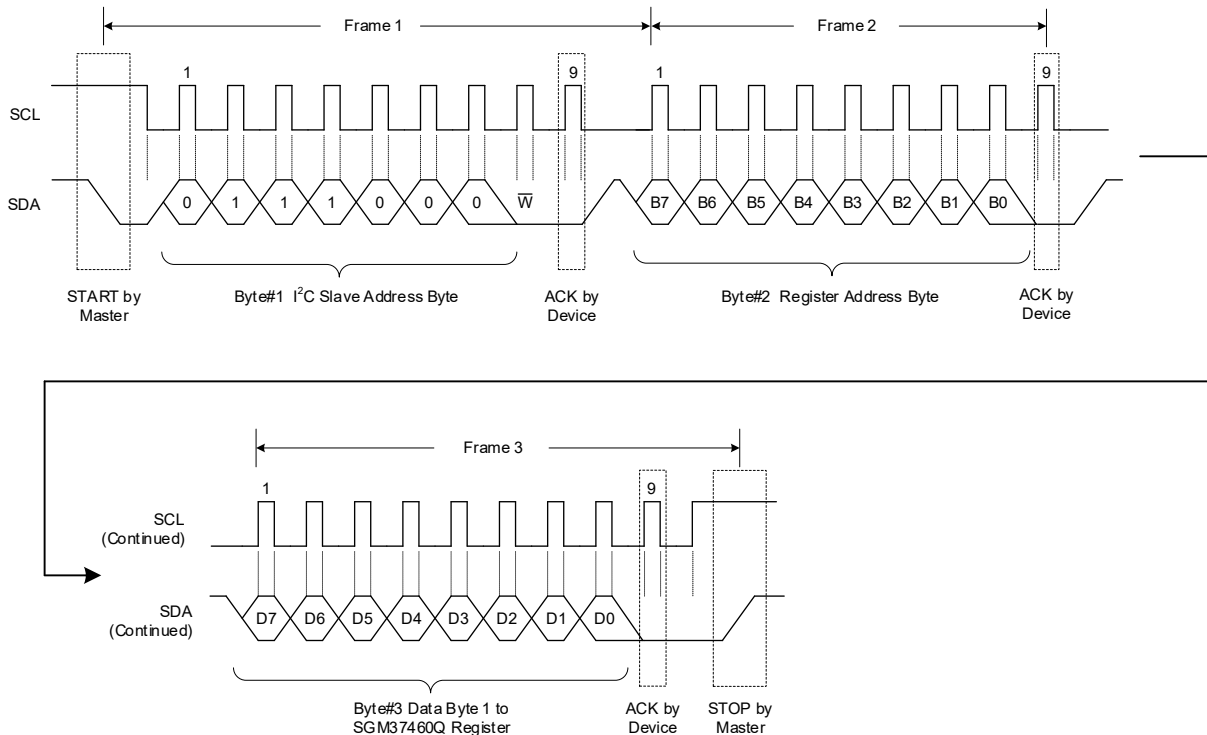 Frame 1
Frame 2
1 9 1 9
SCL
SDA
0 1 1 1 0 0 0 W̅ B7 B6 B5 B4 B3 B2 B1 B0
START by
Master
Byte#1 I²C Slave Address Byte
ACK by
Device
Byte#2 Register Address Byte
ACK by
Device
Frame 3
1 9
SCL
(Continued)
SDA
(Continued)
D7 D6 D5 D4 D3 D2 D1 D0
Byte#3 Data Byte 1 to
SGM37460Q Register
ACK by
Device
STOP by
Master